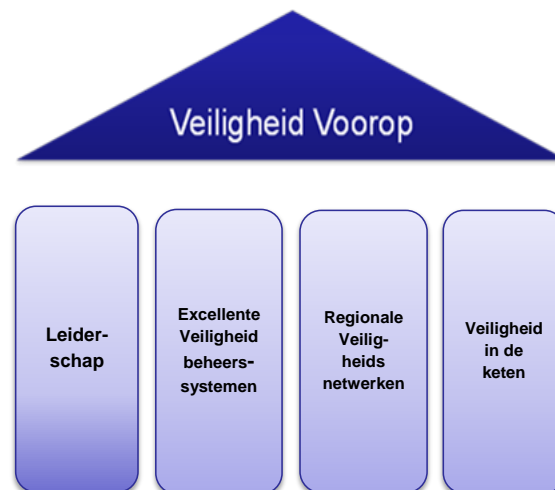 Veiligheid Voorop
Leider-
schap
Excellente
Veiligheid
beheers-
systemen
Regionale
Veilig-
heids
netwerken
Veiligheid
in de
keten